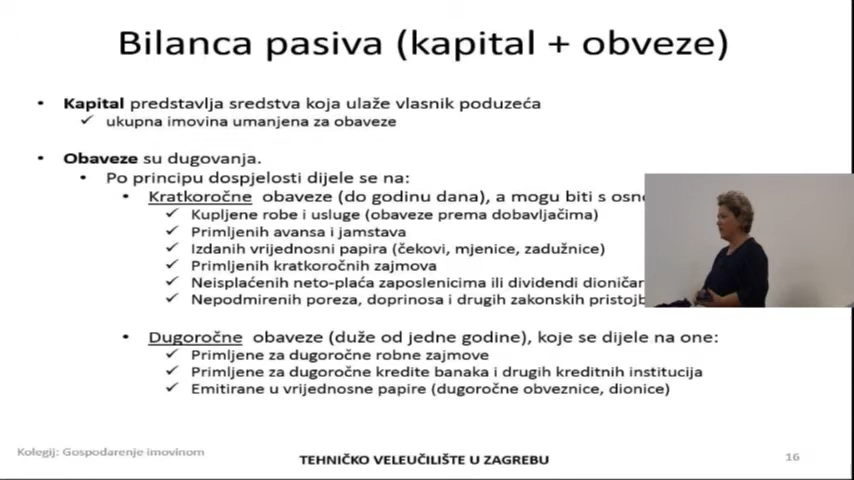 Bilanca pasiva (kapital + obveze)
• Kapital predstavlja sredstva koja ulaže vlasnik poduzeća
✓ ukupna imovina umanjena za obaveze
• Obaveze su dugovanja.
• Po principu dospjelosti dijele se na:
• Kratkoročne obaveze (do godinu dana), a mogu biti s
✓ Kupljene robe i usluge (obaveze prema dobavljačima)
✓ Primljenih avansa i jamstava
✓ Izdanih vrijednosni papira (čekovi, mjenice, zadužnice)
✓ Primljenih kratkoročnih zajmova
✓ Neisplaćenih neto-plaća zaposlenicima ili dividendi
✓ Nepodmirenih poreza, doprinosa i drugih zakonskih
• Dugoročne obaveze (duže od jedne godine), koje se dijele na one:
✓ Primljene za dugoročne robne zajmove
✓ Primljene za dugoročne kredite banaka i drugih kreditnih institucija
✓ Emitirane u vrijednosne papire (dugoročne obveznice, dionice)
Kolegij: Gospodarenje imovinom
TEHNIČKO VELEUČILIŠTE U ZAGREBU
16